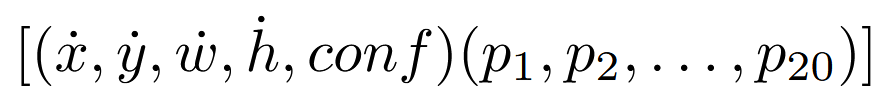 [(ẋ, ẏ, ẇ, ḣ, conf)(p₁, p₂, . . . , p₂₀)]